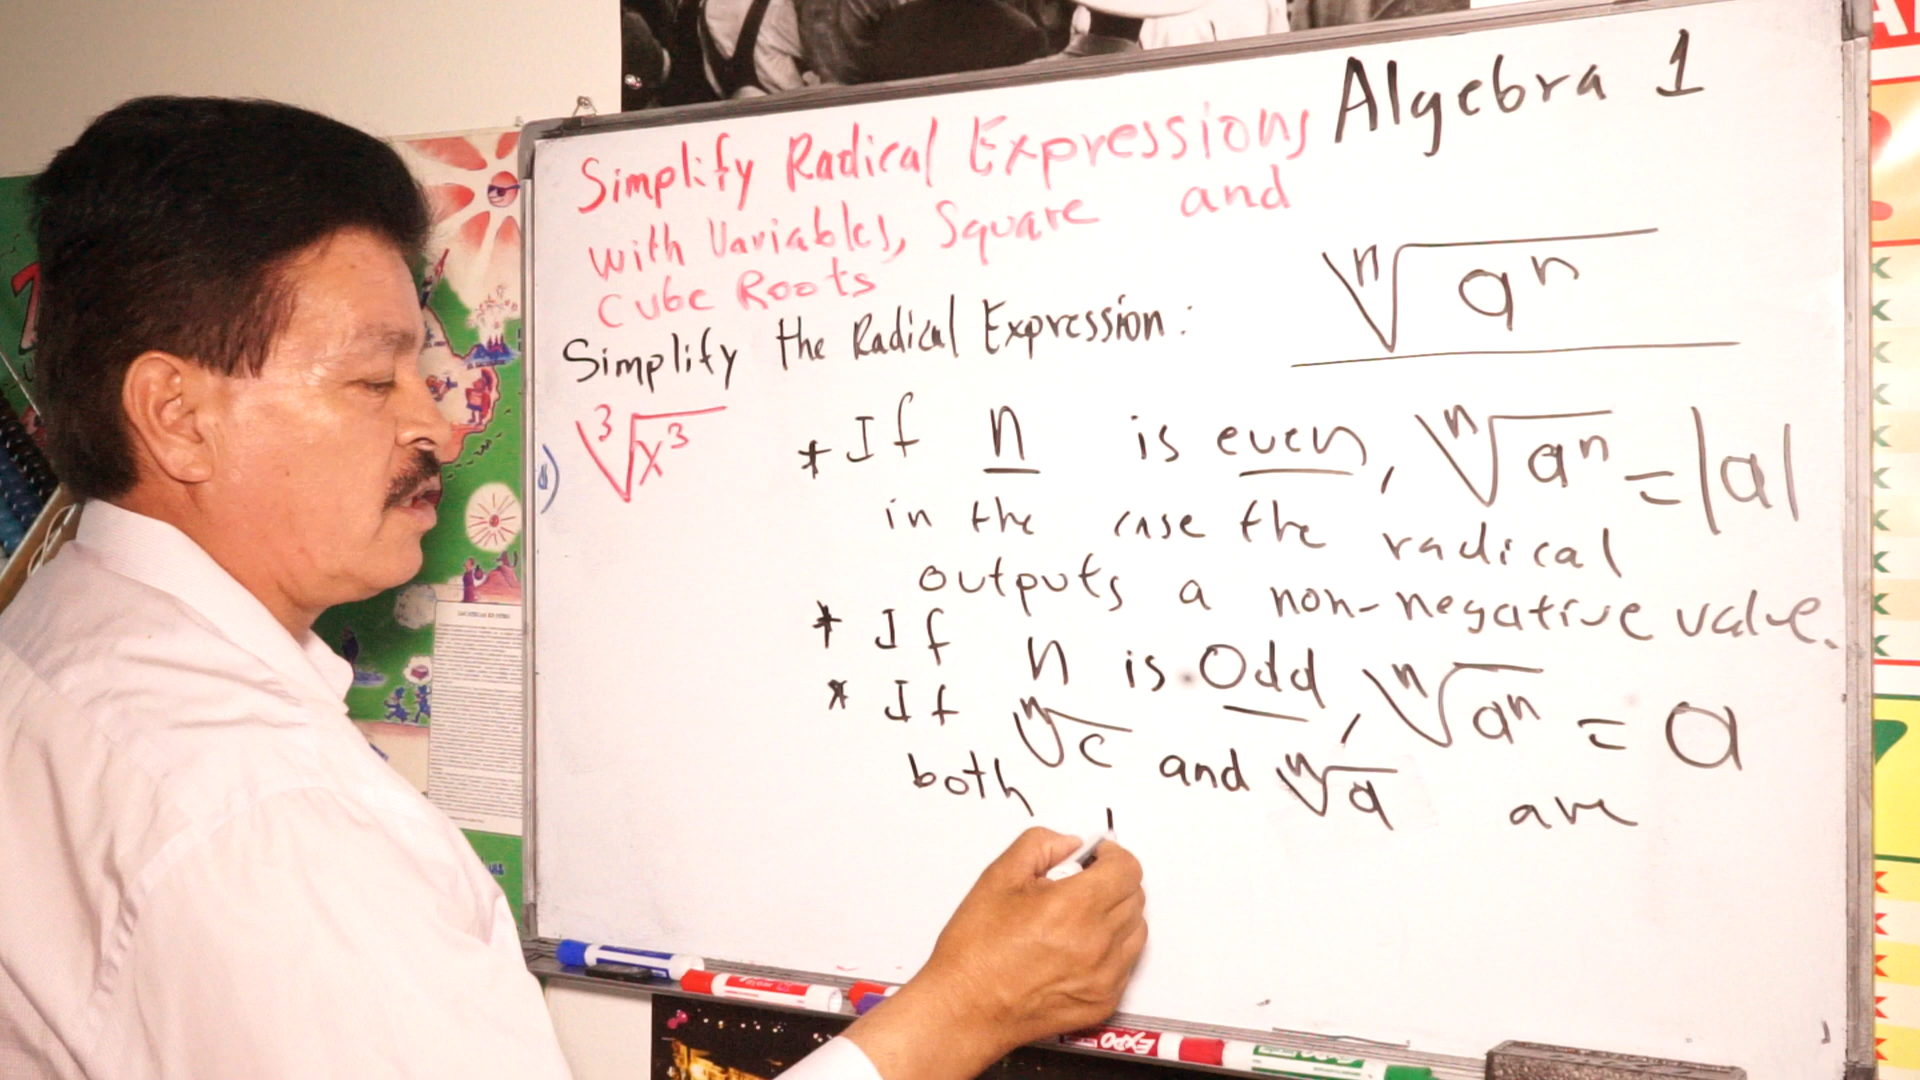 Algebra 1
Simplify Radical Expressions
with Variables, Square and
Cube Roots
Simplify the Radical Expression:
ⁿ√aⁿ
a) ³√x³
* If n is even, ⁿ√aⁿ = |a|
in the case the radical
outputs a non-negative value.
* If n is Odd, ⁿ√aⁿ = a
* If
both ⁿ√c and ⁿ√a are
EXPO